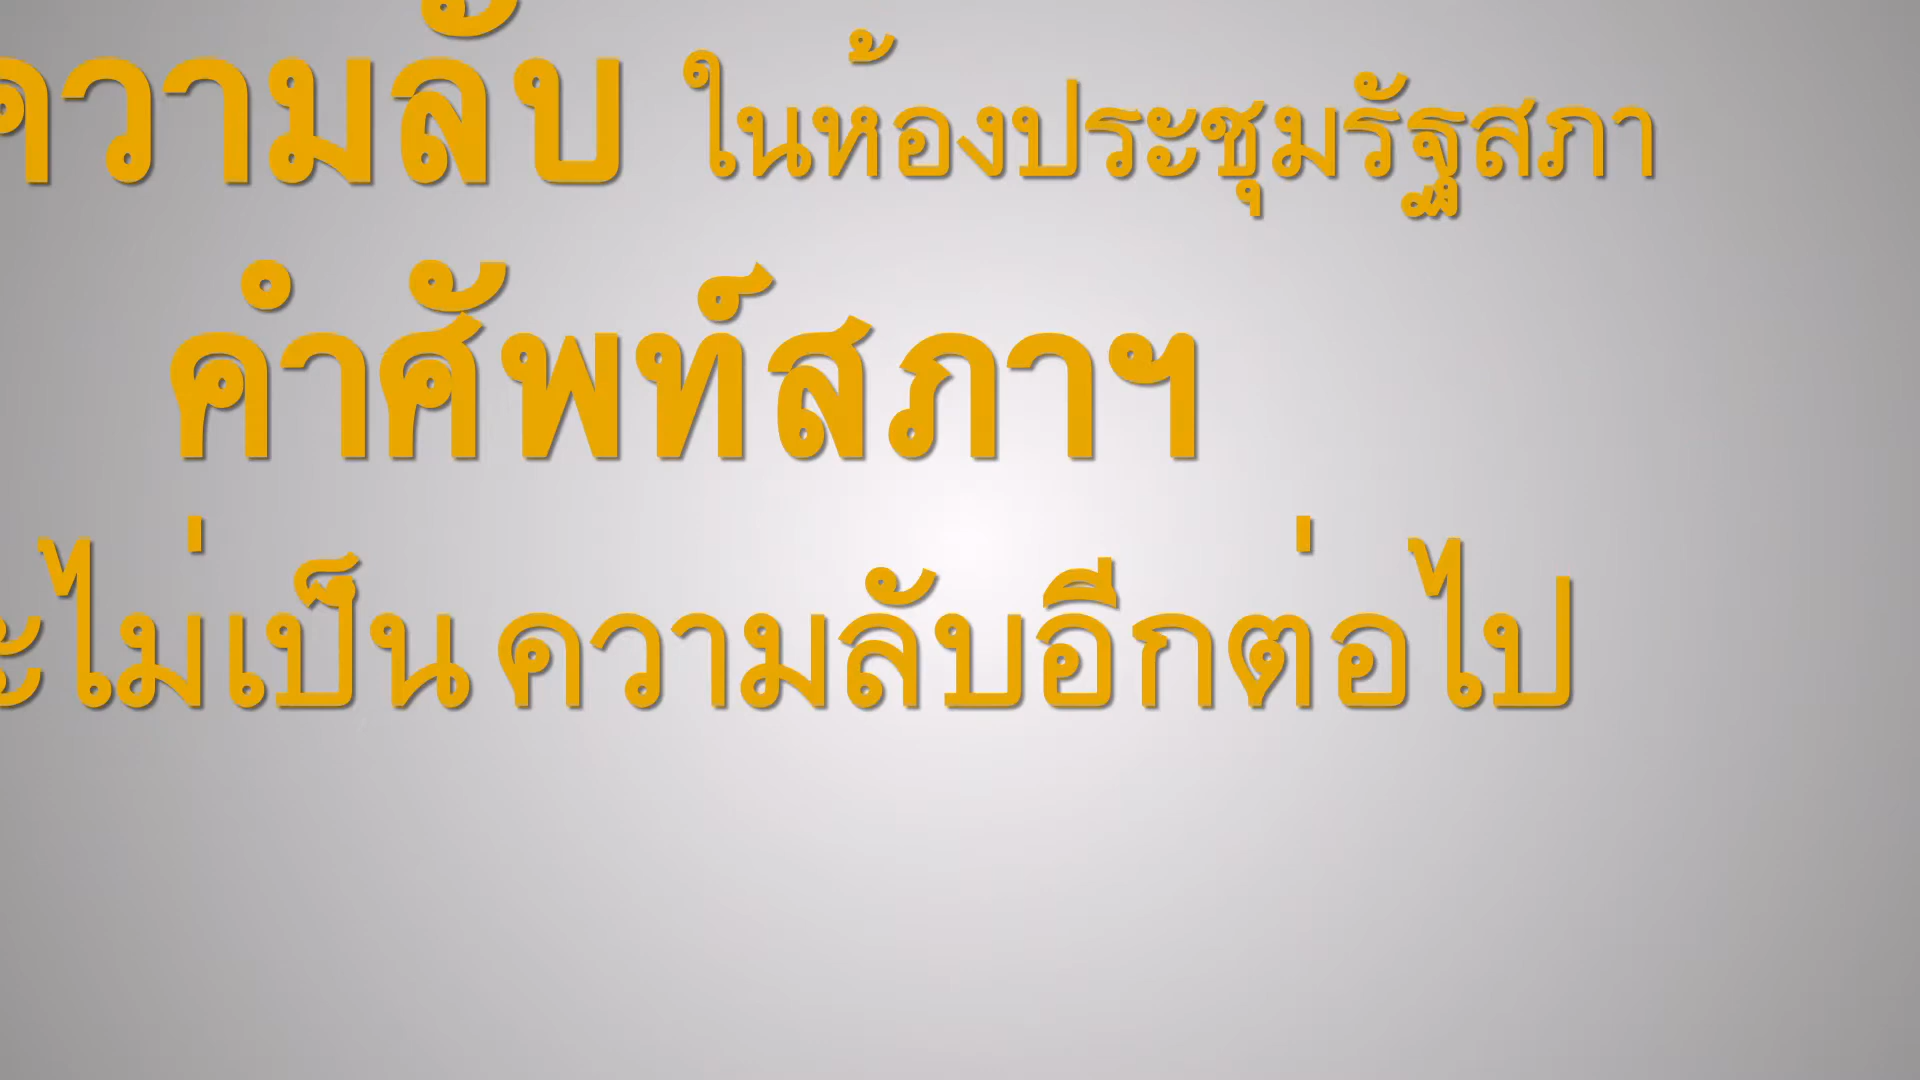 ความลับ ในห้องประชุมรัฐสภา
คำศัพท์สภาฯ
ะไม่เป็น ความลับอีกต่อไป